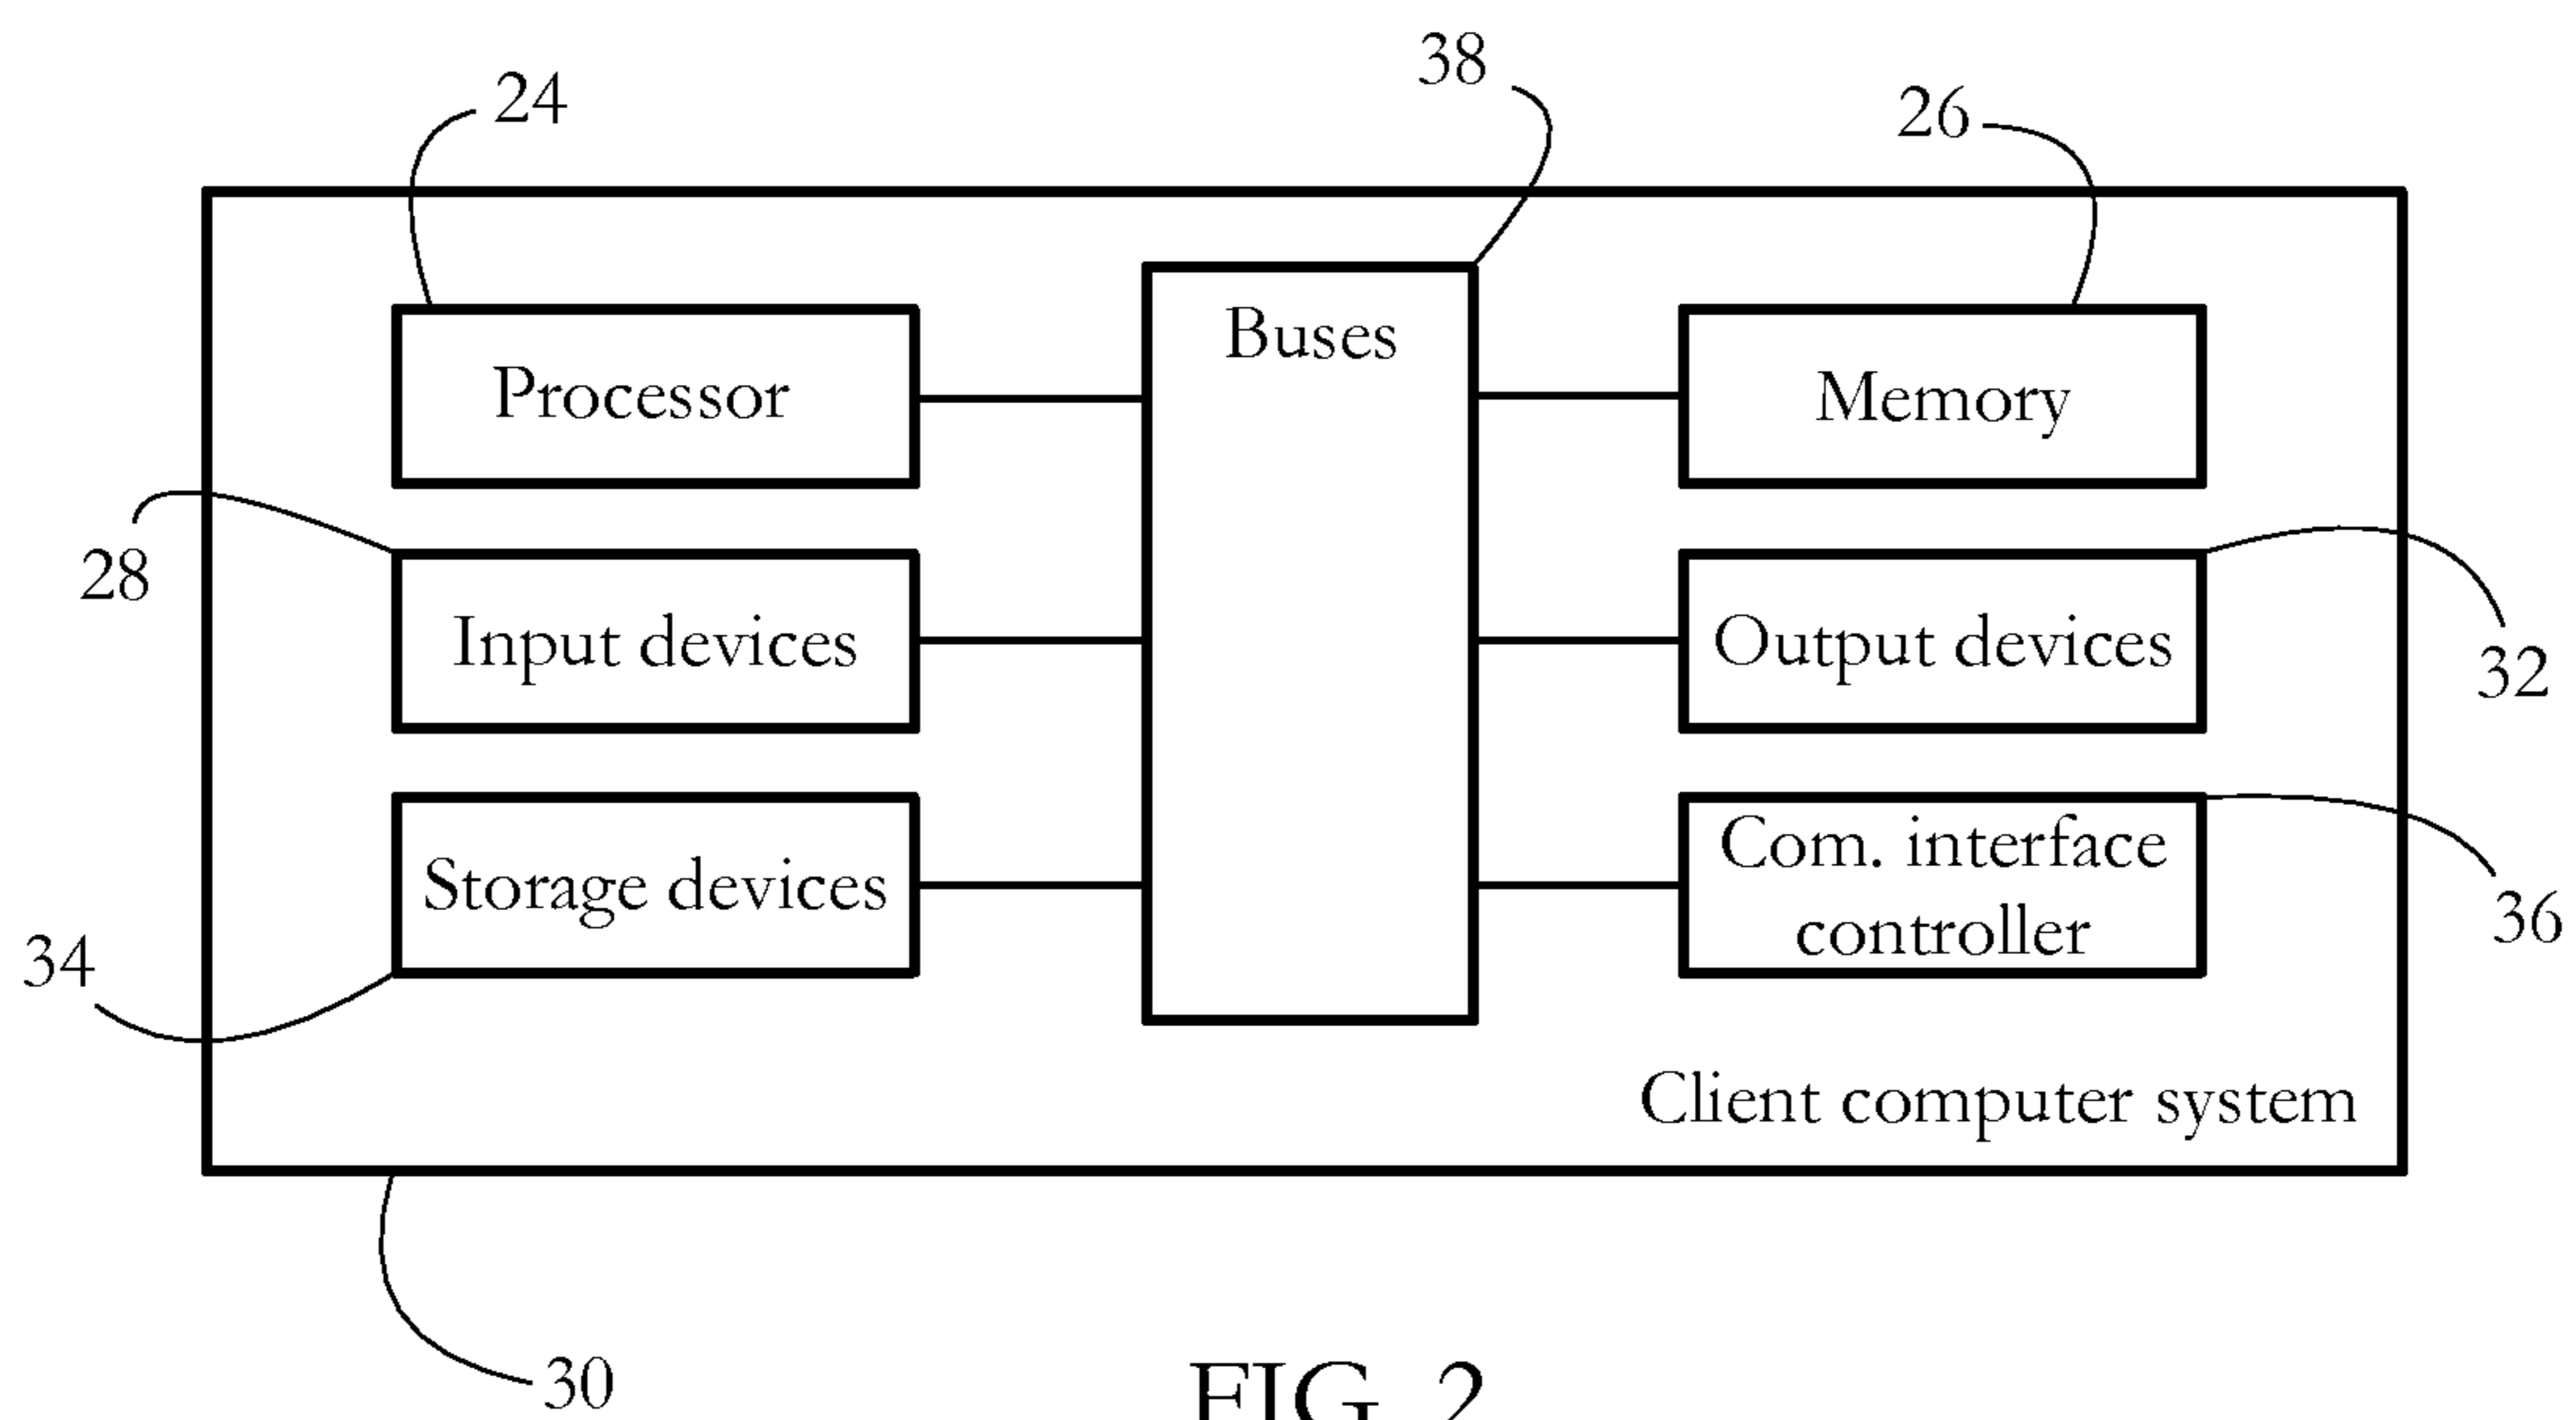 24
38
26
Processor
Buses
Memory
28
Input devices
Output devices
32
34
Storage devices
Com. interface
controller
36
Client computer system
30
FIG. 2